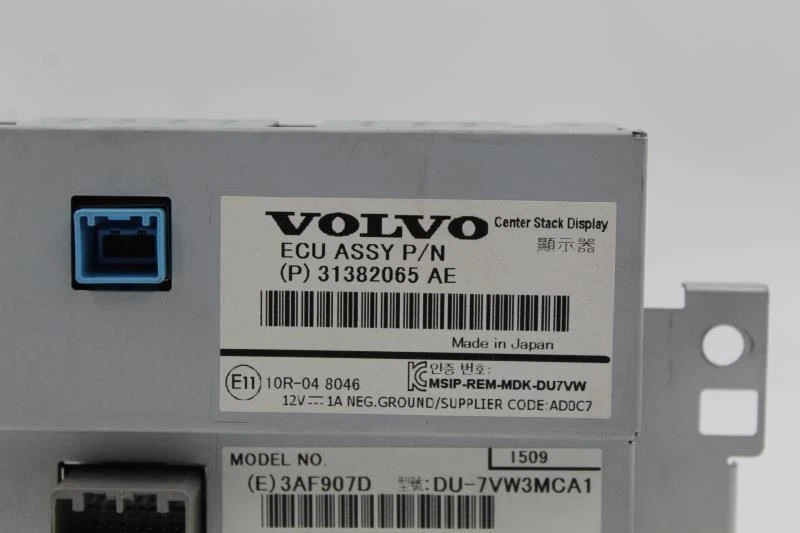 VOLVO Center Stack Display
顯示器
ECU ASSY P/N
(P) 31382065 AE
Made in Japan
E11 10R-04 8046
인증 번호:
MSIP-REM-MDK-DU7VW
12V⎓1A NEG.GROUND/SUPPLIER CODE:AD0C7
MODEL NO. 1509
(E) 3AF907D 型號: DU-7VW3MCA1